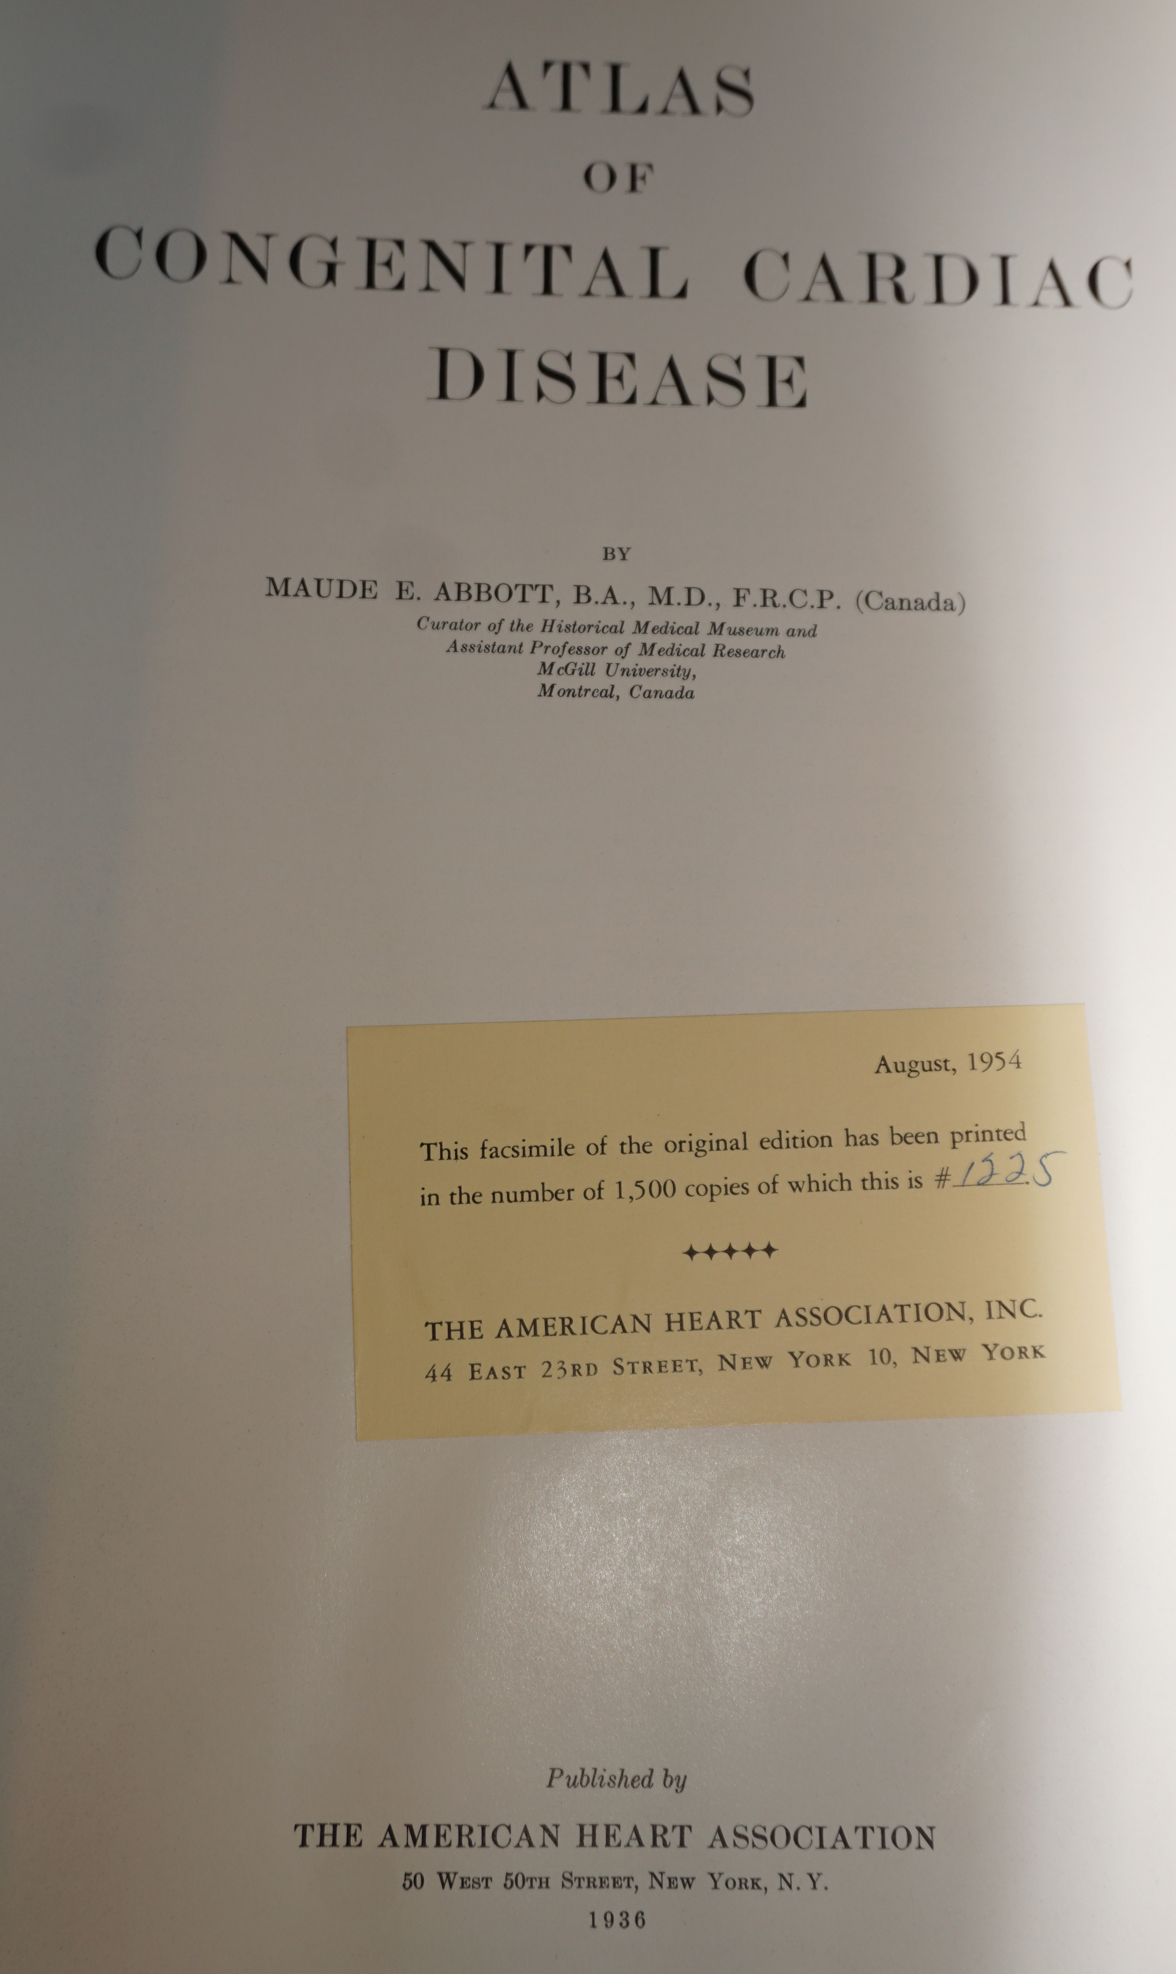 ATLAS
OF
CONGENITAL CARDIAC
DISEASE
BY
MAUDE E. ABBOTT, B.A., M.D., F.R.C.P. (Canada)
Curator of the Historical Medical Museum and
Assistant Professor of Medical Research
McGill University,
Montreal, Canada
August, 1954
This facsimile of the original edition has been printed
in the number of 1,500 copies of which this is #1225
THE AMERICAN HEART ASSOCIATION, INC.
44 EAST 23RD STREET, NEW YORK 10, NEW YORK
Published by
THE AMERICAN HEART ASSOCIATION
50 WEST 50TH STREET, NEW YORK, N. Y.
1936